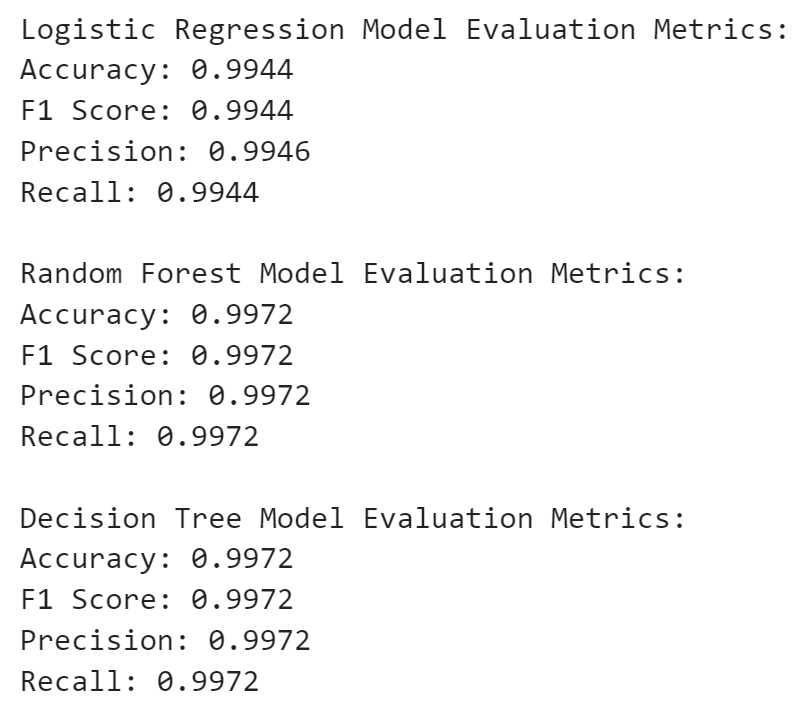 Logistic Regression Model Evaluation Metrics:
Accuracy: 0.9944
F1 Score: 0.9944
Precision: 0.9946
Recall: 0.9944
Random Forest Model Evaluation Metrics:
Accuracy: 0.9972
F1 Score: 0.9972
Precision: 0.9972
Recall: 0.9972
Decision Tree Model Evaluation Metrics:
Accuracy: 0.9972
F1 Score: 0.9972
Precision: 0.9972
Recall: 0.9972